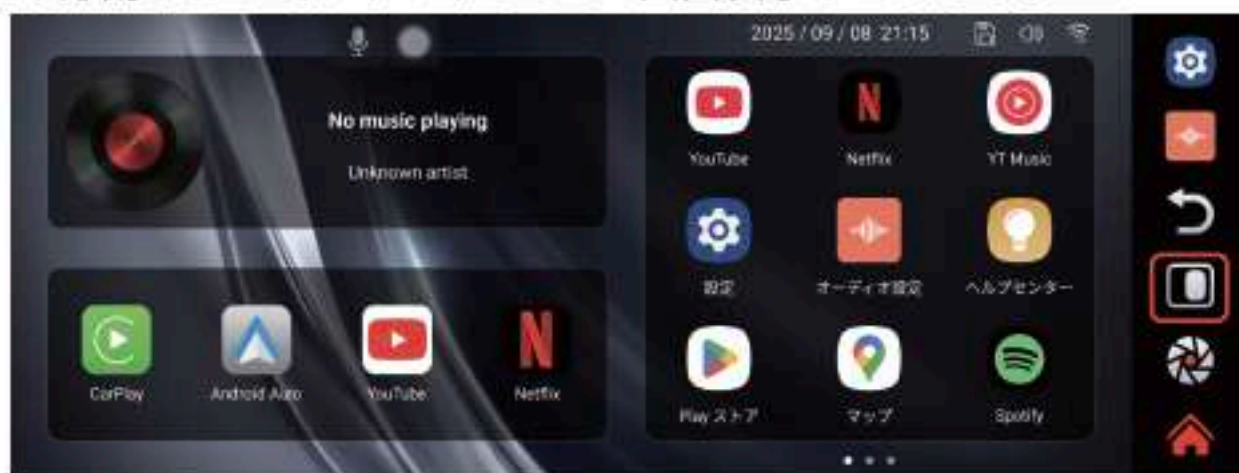 2025 / 09 / 08 21:15
No music playing
Unknown artist
CarPlay
Android Auto
YouTube
Netflix
YouTube
Netflix
YT Music
設定
オーディオ設定
ヘルプセンター
Play ストア
マップ
Spotify